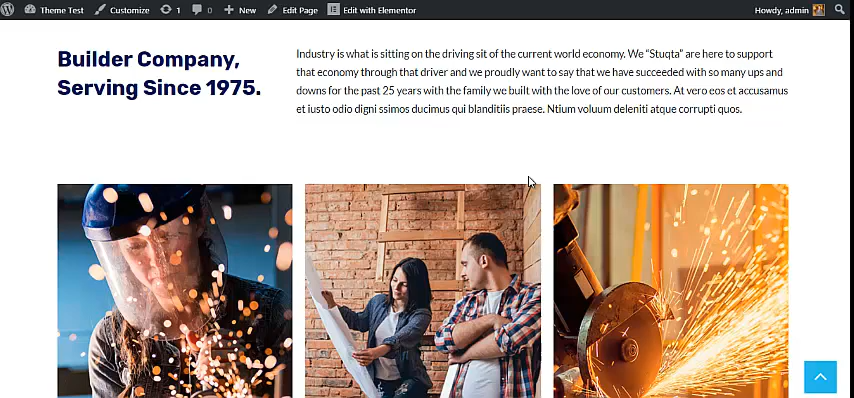 Theme Test Customize 1 0 New Edit Page Edit with Elementor Howdy, admin
Builder Company,
Serving Since 1975.
Industry is what is sitting on the driving sit of the current world economy. We “Stuqta” are here to support
that economy through that driver and we proudly want to say that we have succeeded with so many ups and
downs for the past 25 years with the family we built with the love of our customers. At vero eos et accusamus
et iusto odio digni ssimos ducimus qui blanditiis praese. Ntium voluum deleniti atque corrupti quos.